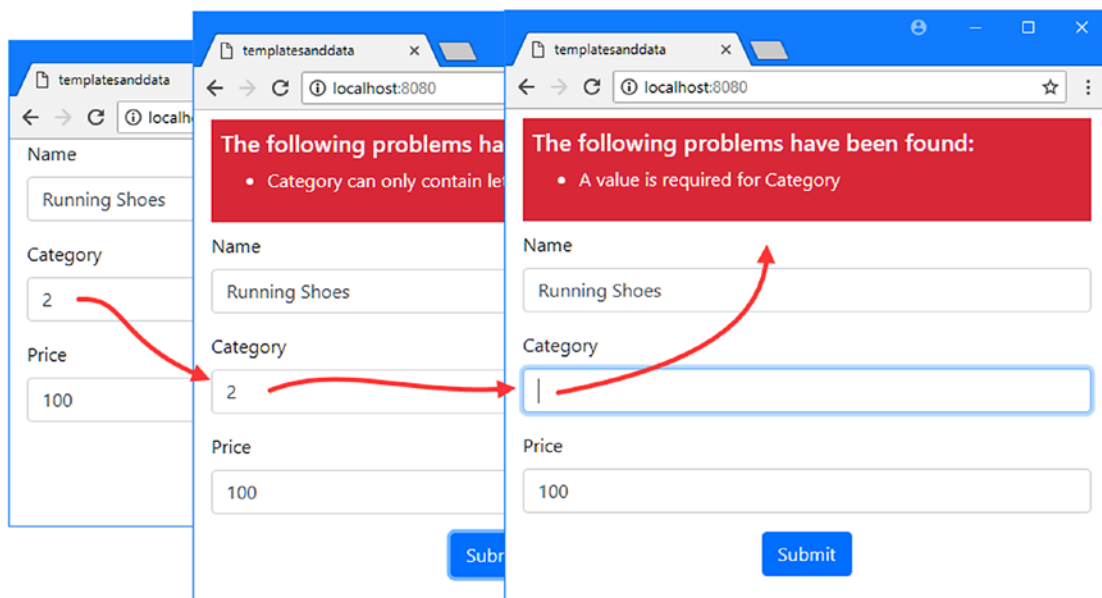 templatesanddata
localh
Name
Running Shoes
Category
2
Price
100
templatesanddata
localhost:8080
The following problems ha
Category can only contain let
Name
Running Shoes
Category
2
Price
100
Subr
templatesanddata
localhost:8080
The following problems have been found:
A value is required for Category
Name
Running Shoes
Category
Price
100
Submit